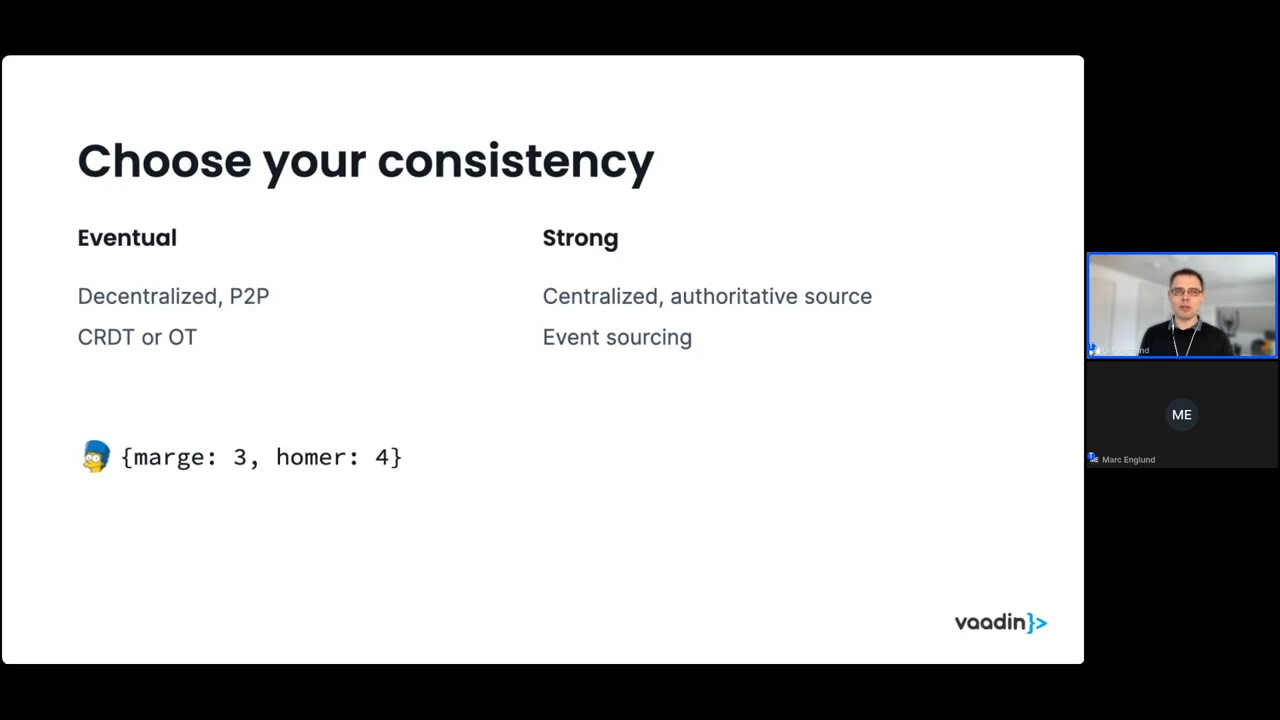 Choose your consistency
Eventual
Decentralized, P2P
CRDT or OT
Strong
Centralized, authoritative source
Event sourcing
{marge: 3, homer: 4}
vaadin}>
ME
Marc Englund